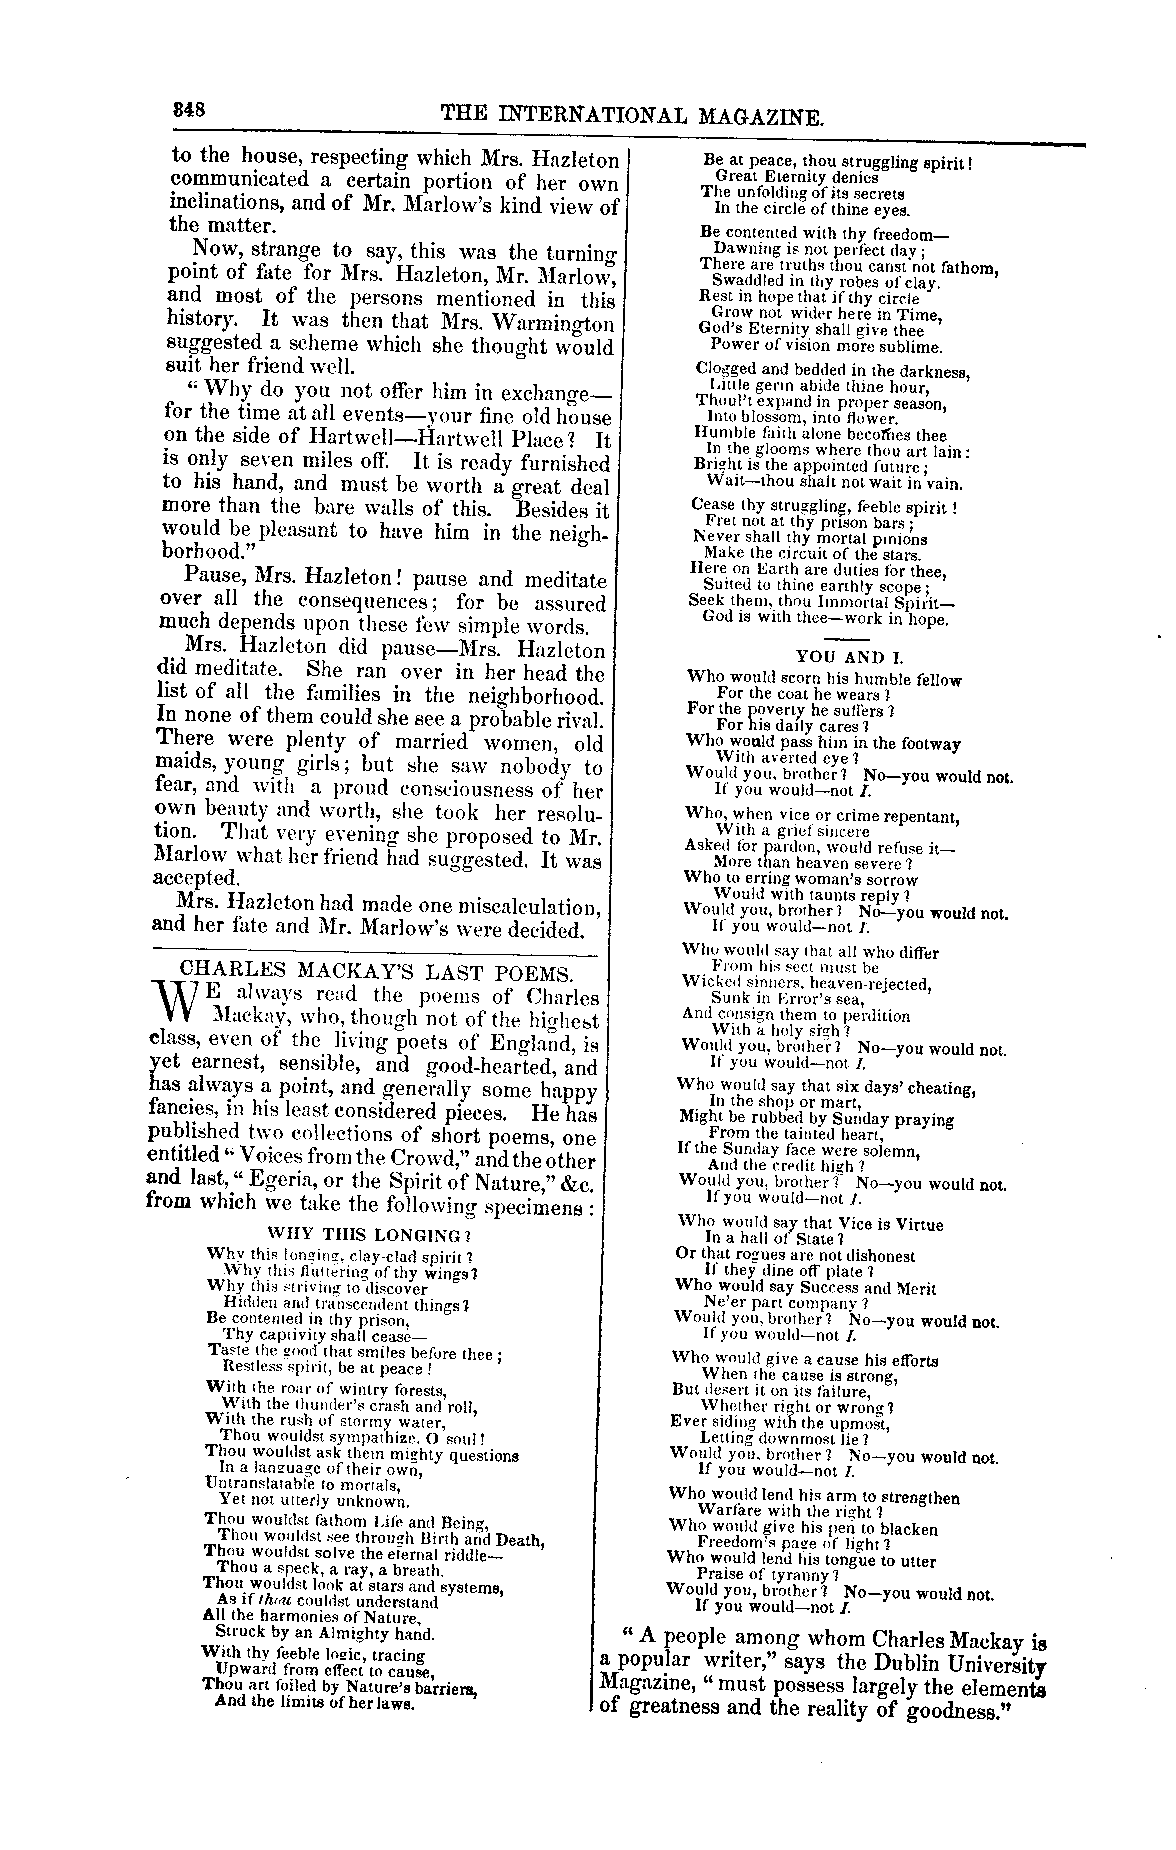 848 THE INTERNATIONAL MAGAZINE.
to the house, respecting which Mrs. Hazleton
communicated a certain portion of her own
inclinations, and of Mr. Marlow's kind view of
the matter.
Now, strange to say, this was the turning
point of fate for Mrs. Hazleton, Mr. Marlow,
and most of the persons mentioned in this
history. It was then that Mrs. Warmington
suggested a scheme which she thought would
suit her friend well.
"Why do you not offer him in exchange—
for the time at all events—your fine old house
on the side of Hartwell—Hartwell Place? It
is only seven miles off. It is ready furnished
to his hand, and must be worth a great deal
more than the bare walls of this. Besides it
would be pleasant to have him in the neigh-
borhood."
Pause, Mrs. Hazleton! pause and meditate
over all the consequences; for be assured
much depends upon these few simple words.
Mrs. Hazleton did pause—Mrs. Hazleton
did meditate. She ran over in her head the
list of all the families in the neighborhood.
In none of them could she see a probable rival.
There were plenty of married women, old
maids, young girls; but she saw nobody to
fear, and with a proud consciousness of her
own beauty and worth, she took her resolu-
tion. That very evening she proposed to Mr.
Marlow what her friend had suggested. It was
accepted.
Mrs. Hazleton had made one miscalculation,
and her fate and Mr. Marlow's were decided.
CHARLES MACKAY'S LAST POEMS.
WE always read the poems of Charles
Mackay, who, though not of the highest
class, even of the living poets of England, is
yet earnest, sensible, and good-hearted, and
has always a point, and generally some happy
fancies, in his least considered pieces. He has
published two collections of short poems, one
entitled "Voices from the Crowd," and the other
and last, "Egeria, or the Spirit of Nature," &c.
from which we take the following specimens:
WHY THIS LONGING?
Why this longing, clay-clad spirit?
Why this fluttering of thy wings?
Why this striving to discover
Hidden and transcendent things?
Be contented in thy prison,
Thy captivity shall cease—
Taste the good that smiles before thee;
Restless spirit, be at peace!
With the roar of wintry forests,
With the thunder's crash and roll,
With the rush of stormy water,
Thou wouldst sympathize, O soul!
Thou wouldst ask them mighty questions
In a language of their own,
Untranslatable to mortals,
Yet not utterly unknown.
Thou wouldst fathom Life and Being,
Thou wouldst see through Birth and Death,
Thou wouldst solve the eternal riddle—
Thou a speck, a ray, a breath.
Thou wouldst look at stars and systems,
As if thou couldst understand
All the harmonies of Nature,
Struck by an Almighty hand.
With thy feeble logic, tracing
Upward from effect to cause,
Thou art foiled by Nature's barriers,
And the limits of her laws.
Be at peace, thou struggling spirit!
Great Eternity denies
The unfolding of its secrets
In the circle of thine eyes.
Be contented with thy freedom—
Dawning is not perfect day;
There are truths thou canst not fathom,
Swaddled in thy robes of clay.
Rest in hope that if thy circle
Grow not wider here in Time,
God's Eternity shall give thee
Power of vision more sublime.
Clogged and bedded in the darkness,
Little germ abide thine hour,
Thoul't expand in proper season,
Into blossom, into flower.
Humble faith alone becomes thee
In the glooms where thou art lain:
Bright is the appointed future;
Wait—thou shalt not wait in vain.
Cease thy struggling, feeble spirit!
Fret not at thy prison bars;
Never shall thy mortal pinions
Make the circuit of the stars.
Here on Earth are duties for thee,
Suited to thine earthly scope;
Seek them, thou Immortal Spirit—
God is with thee—work in hope.
YOU AND I.
Who would scorn his humble fellow
For the coat he wears?
For the poverty he suffers?
For his daily cares?
Who would pass him in the footway
With averted eye?
Would you, brother? No—you would not.
If you would—not I.
Who, when vice or crime repentant,
With a grief sincere
Asked for pardon, would refuse it—
More than heaven severe?
Who to erring woman's sorrow
Would with taunts reply?
Would you, brother? No—you would not.
If you would—not I.
Who would say that all who differ
From his sect must be
Wicked sinners, heaven-rejected,
Sunk in Error's sea,
And consign them to perdition
With a holy sigh?
Would you, brother? No—you would not.
If you would—not I.
Who would say that six days' cheating,
In the shop or mart,
Might be rubbed by Sunday praying
From the tainted heart,
If the Sunday face were solemn,
And the credit high?
Would you, brother? No—you would not.
If you would—not I.
Who would say that Vice is Virtue
In a hall of State?
Or that rogues are not dishonest
If they dine off plate?
Who would say Success and Merit
Ne'er part company?
Would you, brother? No—you would not.
If you would—not I.
Who would give a cause his efforts
When the cause is strong,
But desert it on its failure,
Whether right or wrong?
Ever siding with the upmost,
Letting downmost lie?
Would you, brother? No—you would not.
If you would—not I.
Who would lend his arm to strengthen
Warfare with the right?
Who would give his pen to blacken
Freedom's page of light?
Who would lend his tongue to utter
Praise of tyranny?
Would you, brother? No—you would not.
If you would—not I.
"A people among whom Charles Mackay is
a popular writer," says the Dublin University
Magazine, "must possess largely the elements
of greatness and the reality of goodness."